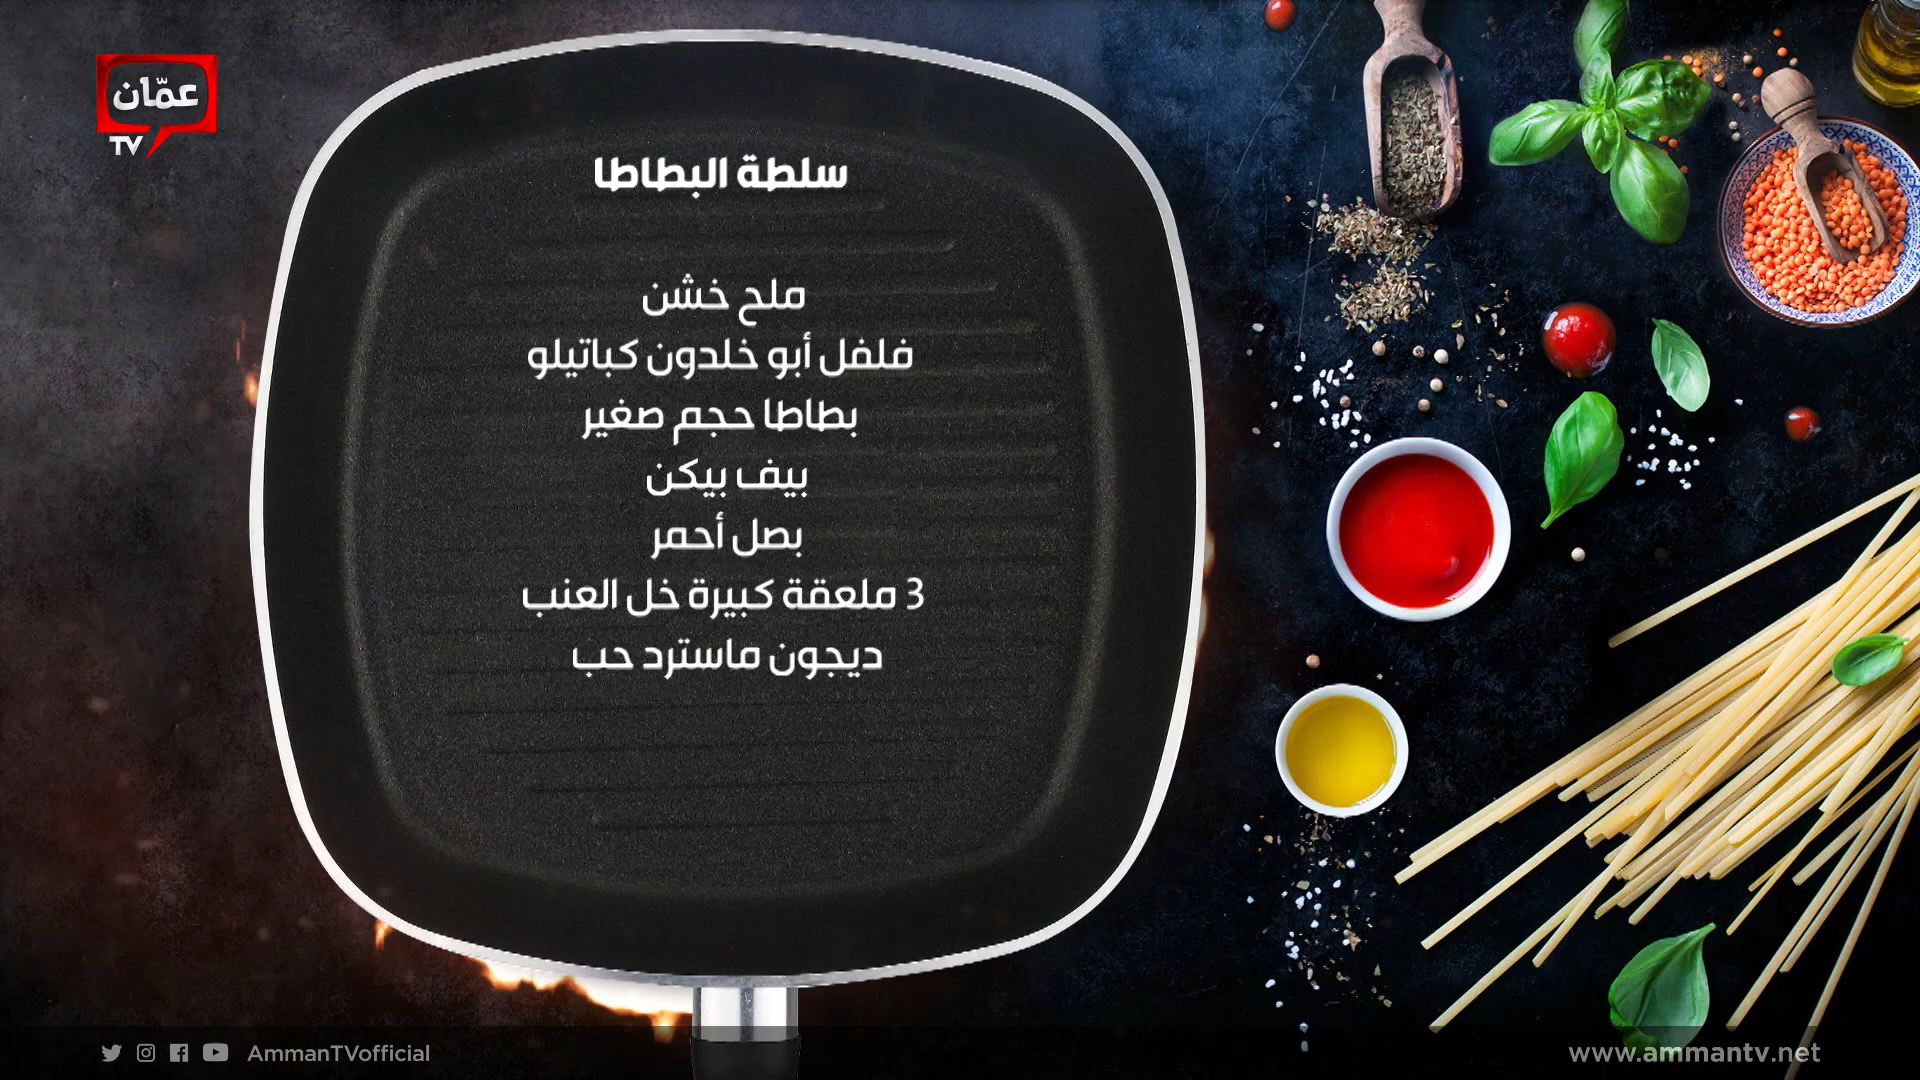 عمّان
TV
سلطة البطاطا
ملح خشن
فلفل أبو خلدون كباتيلو
بطاطا حجم صغير
بيف بيكن
بصل أحمر
3 ملعقة كبيرة خل العنب
ديجون ماسترد حب
AmmanTVofficial
www.ammantv.net